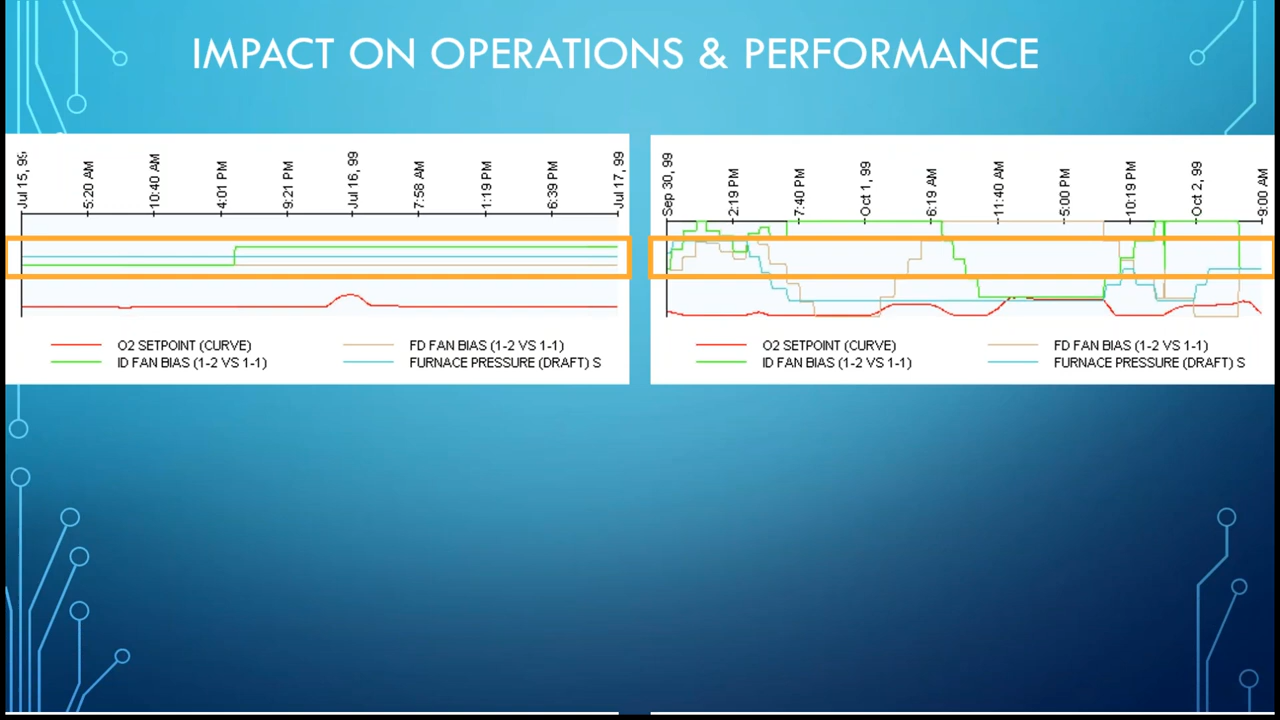 IMPACT ON OPERATIONS & PERFORMANCE
Jul 15, 99
5:20 AM
10:40 AM
4:01 PM
9:21 PM
Jul 16, 99
7:58 AM
1:19 PM
6:39 PM
Jul 17, 99
O2 SETPOINT (CURVE)
FD FAN BIAS (1-2 VS 1-1)
ID FAN BIAS (1-2 VS 1-1)
FURNACE PRESSURE (DRAFT) S
Sep 30, 99
2:19 PM
7:40 PM
Oct 1, 99
6:19 AM
11:40 AM
5:00 PM
10:19 PM
Oct 2, 99
9:00 AM
O2 SETPOINT (CURVE)
FD FAN BIAS (1-2 VS 1-1)
ID FAN BIAS (1-2 VS 1-1)
FURNACE PRESSURE (DRAFT) S